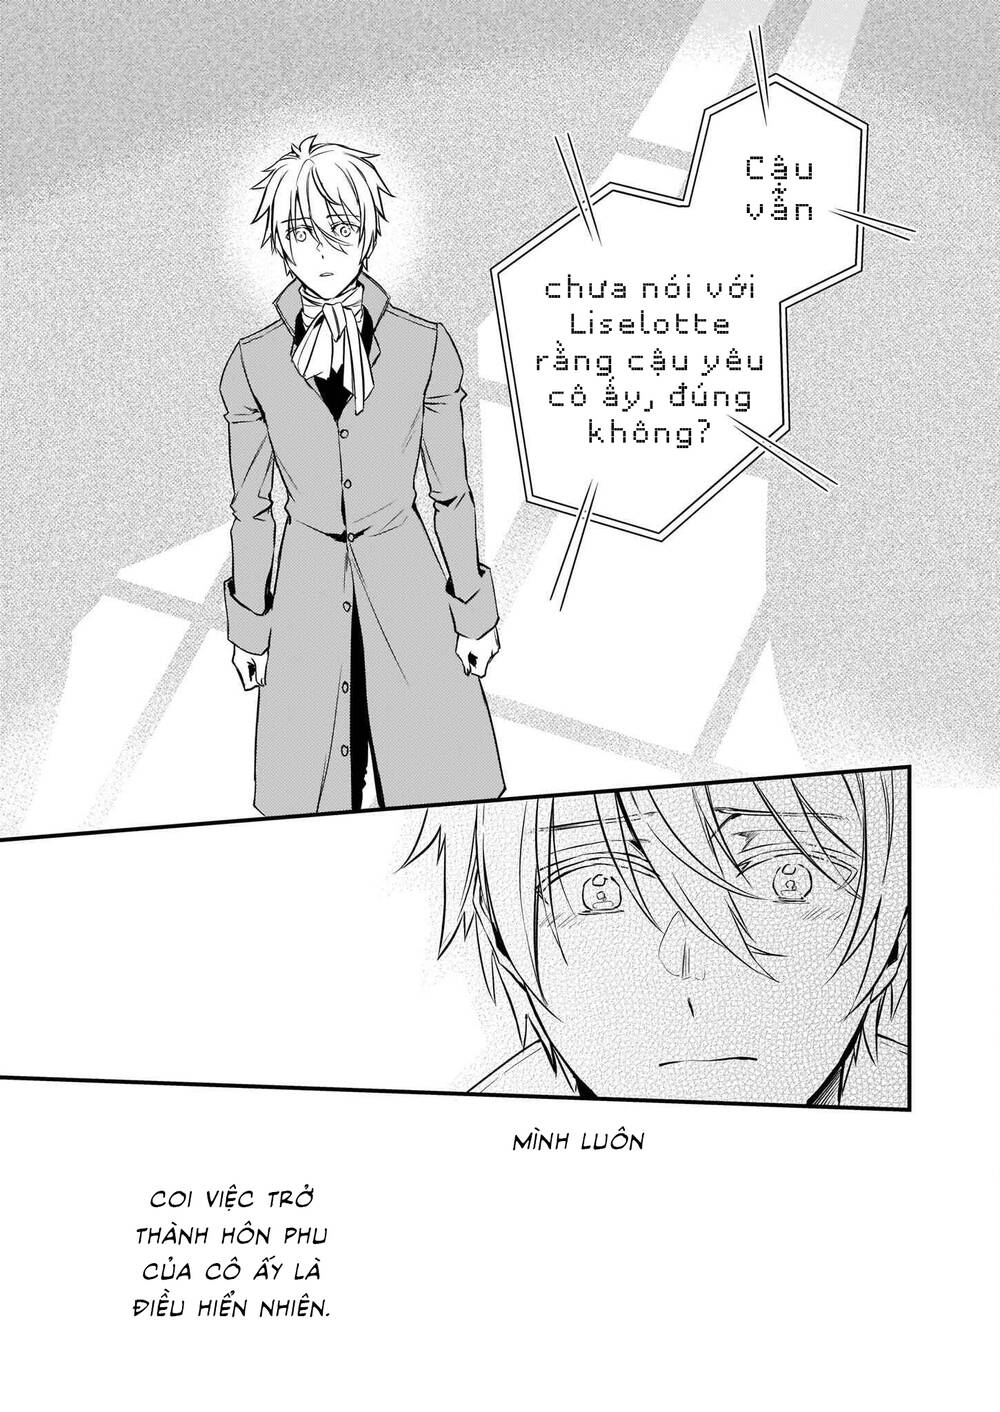 Cậu
vẫn
chưa nói với
Liselotte
rằng cậu yêu
cô ấy, đúng
không?
MÌNH LUÔN
COI VIỆC TRỞ
THÀNH HÔN PHU
CỦA CÔ ẤY LÀ
ĐIỀU HIỂN NHIÊN.